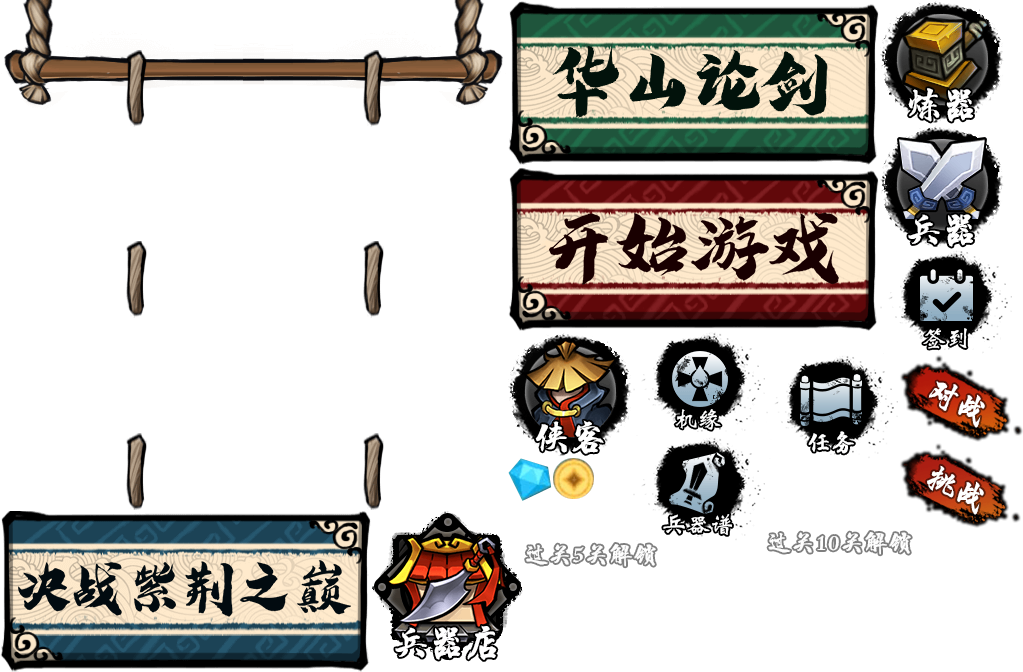 华山论剑
炼器
兵器
开始游戏
签到
侠客
机缘
任务
对战
兵器谱
挑战
过关5关解锁
过关10关解锁
决战紫荆之巅
兵器店